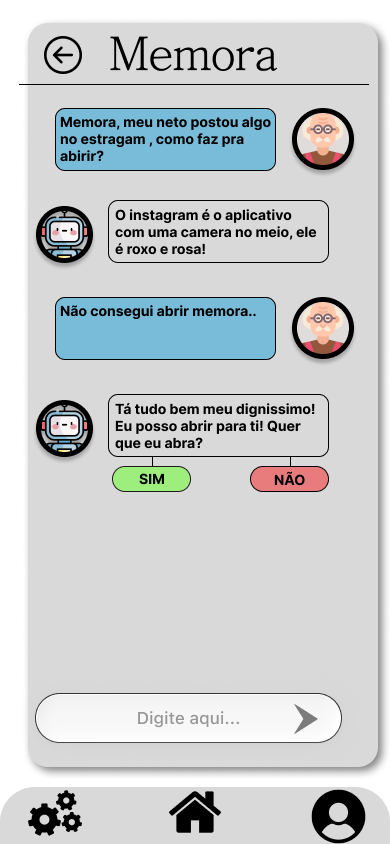 Memora
Memora, meu neto postou algo
no estragam , como faz pra
abirir?
O instagram é o aplicativo
com uma camera no meio, ele
é roxo e rosa!
Não consegui abrir memora..
Tá tudo bem meu dignissimo!
Eu posso abrir para ti! Quer
que eu abra?
SIM
NÃO
Digite aqui...